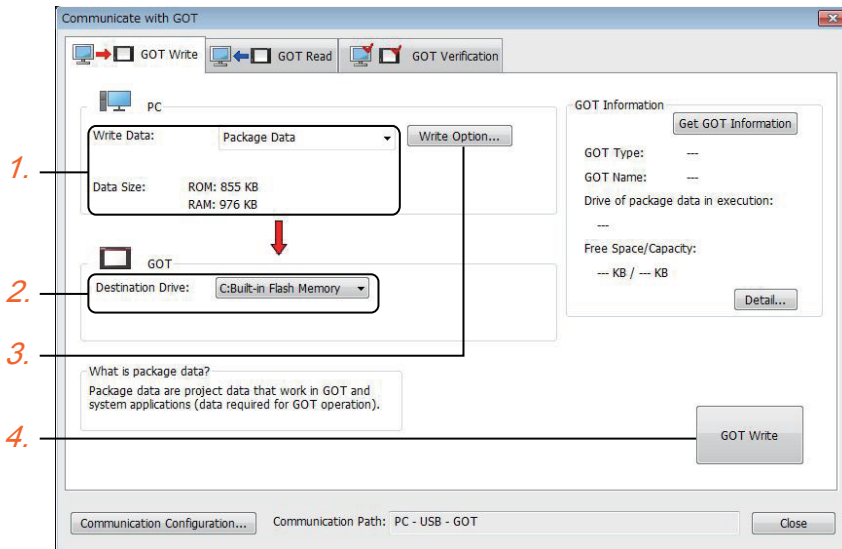 Communicate with GOT
GOT Write
GOT Read
GOT Verification
PC
Write Data:
Package Data
Write Option...
Data Size:
ROM: 855 KB
RAM: 976 KB
GOT
Destination Drive:
C:Built-in Flash Memory
What is package data?
Package data are project data that work in GOT and
system applications (data required for GOT operation).
GOT Information
Get GOT Information
GOT Type:
---
GOT Name:
---
Drive of package data in execution:
---
Free Space/Capacity:
--- KB / --- KB
Detail...
GOT Write
Communication Configuration...
Communication Path:
PC - USB - GOT
Close
1.
2.
3.
4.